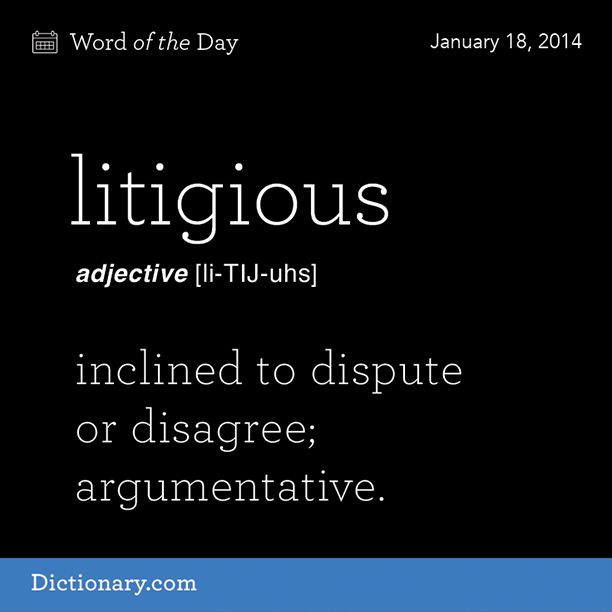 Word of the Day
January 18, 2014
litigious
adjective [li-TIJ-uhs]
inclined to dispute
or disagree;
argumentative.
Dictionary.com